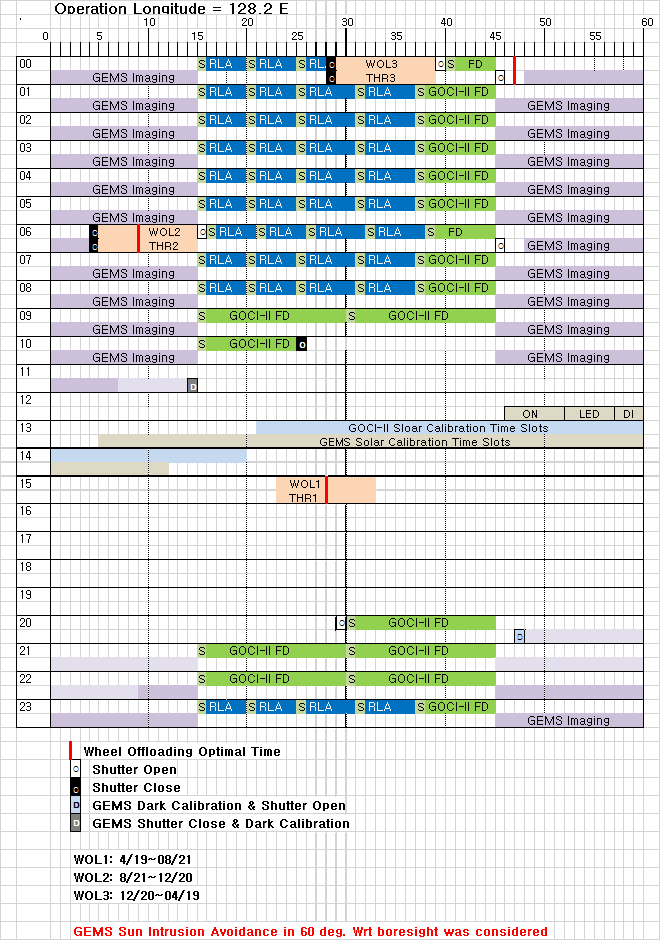 Operation Longitude = 128.2 E
0 5 10 15 20 25 30 35 40 45 50 55 60
00 S RLA S RLA S RLA O WOL3 O S FD
GEMS Imaging O THR3 O
01 S RLA S RLA S RLA S RLA S GOCI-II FD
GEMS Imaging GEMS Imaging
02 S RLA S RLA S RLA S RLA S GOCI-II FD
GEMS Imaging GEMS Imaging
03 S RLA S RLA S RLA S RLA S GOCI-II FD
GEMS Imaging GEMS Imaging
04 S RLA S RLA S RLA S RLA S GOCI-II FD
GEMS Imaging GEMS Imaging
05 S RLA S RLA S RLA S RLA S GOCI-II FD
GEMS Imaging GEMS Imaging
06 O WOL2 O S RLA S RLA S RLA S RLA S FD
O THR2 O GEMS Imaging
07 S RLA S RLA S RLA S RLA S GOCI-II FD
GEMS Imaging GEMS Imaging
08 S RLA S RLA S RLA S RLA S GOCI-II FD
GEMS Imaging GEMS Imaging
09 S GOCI-II FD S GOCI-II FD
GEMS Imaging GEMS Imaging
10 S GOCI-II FD O
GEMS Imaging GEMS Imaging
11
D
12
ON LED DI
13 GOCI-II Sloar Calibration Time Slots
GEMS Solar Calibration Time Slots
14
15 WOL1
THR1
16
17
18
19
20 O S GOCI-II FD
D
21 S GOCI-II FD S GOCI-II FD
22 S GOCI-II FD S GOCI-II FD
23 S RLA S RLA S RLA S RLA S GOCI-II FD
GEMS Imaging
Wheel Offloading Optimal Time
O Shutter Open
O Shutter Close
D GEMS Dark Calibration & Shutter Open
D GEMS Shutter Close & Dark Calibration
WOL1: 4/19~08/21
WOL2: 8/21~12/20
WOL3: 12/20~04/19
GEMS Sun Intrusion Avoidance in 60 deg. Wrt boresight was considered